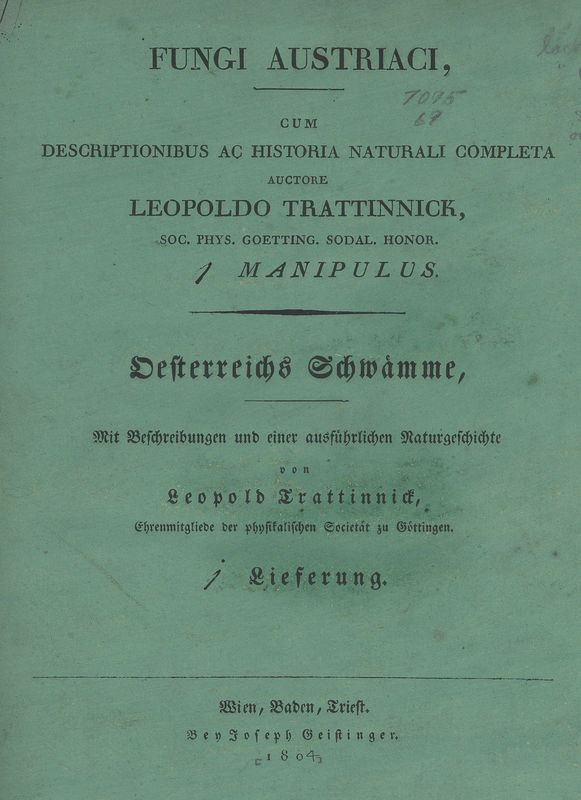 FUNGI AUSTRIACI,
7095
67
CUM
DESCRIPTIONIBUS AC HISTORIA NATURALI COMPLETA
AUCTORE
LEOPOLDO TRATTINNICK,
SOC. PHYS. GOETTING. SODAL. HONOR.
1 MANIPULUS.
Oeſterreichs Schwämme,
Mit Beſchreibungen und einer ausführlichen Naturgeſchichte
von
Leopold Trattinnick,
Ehrenmitgliede der phyſikaliſchen Societät zu Göttingen.
1 Lieferung.
Wien, Baden, Trieſt.
Bey Joſeph Geiſtinger.
[1804]